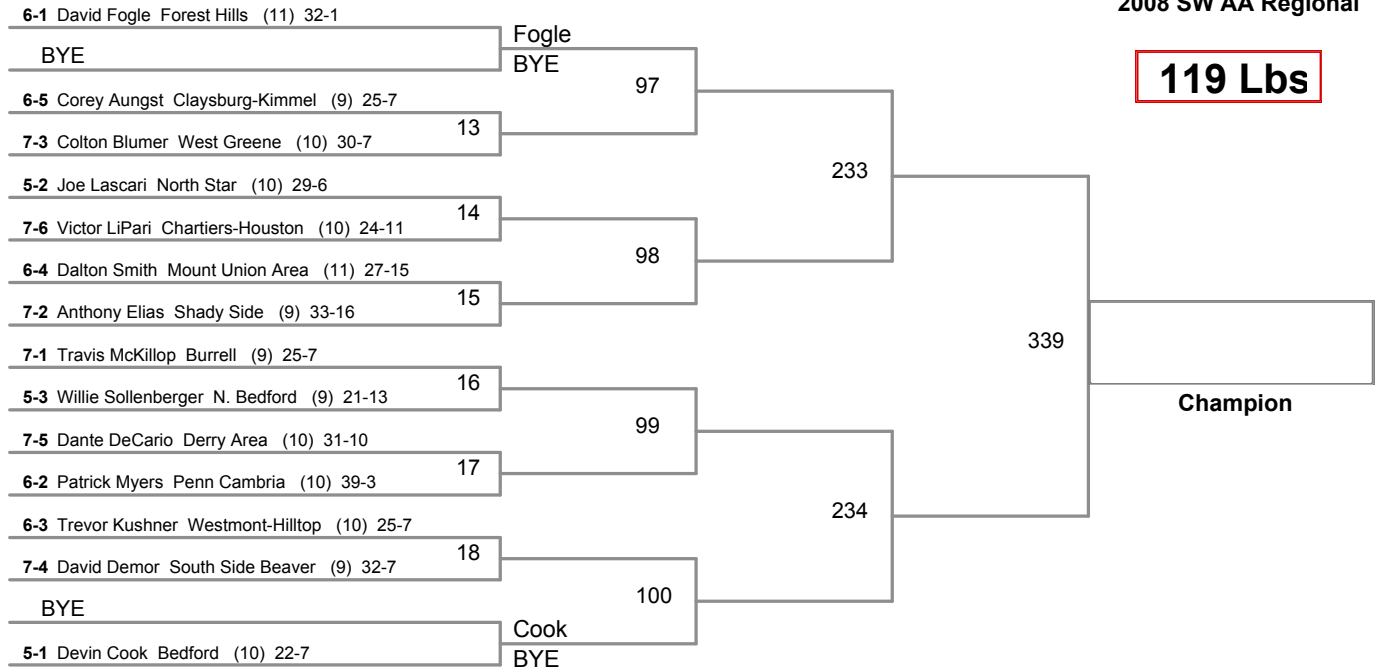 2008 SW AA Regional
119 Lbs
6-1 David Fogle Forest Hills (11) 32-1
BYE
Fogle
BYE
97
6-5 Corey Aungst Claysburg-Kimmel (9) 25-7
13
7-3 Colton Blumer West Greene (10) 30-7
233
5-2 Joe Lascari North Star (10) 29-6
14
7-6 Victor LiPari Chartiers-Houston (10) 24-11
98
6-4 Dalton Smith Mount Union Area (11) 27-15
15
7-2 Anthony Elias Shady Side (9) 33-16
339
Champion
7-1 Travis McKillop Burrell (9) 25-7
16
5-3 Willie Sollenberger N. Bedford (9) 21-13
99
7-5 Dante DeCario Derry Area (10) 31-10
17
6-2 Patrick Myers Penn Cambria (10) 39-3
234
6-3 Trevor Kushner Westmont-Hilltop (10) 25-7
18
7-4 David Demor South Side Beaver (9) 32-7
100
BYE
Cook
BYE
5-1 Devin Cook Bedford (10) 22-7